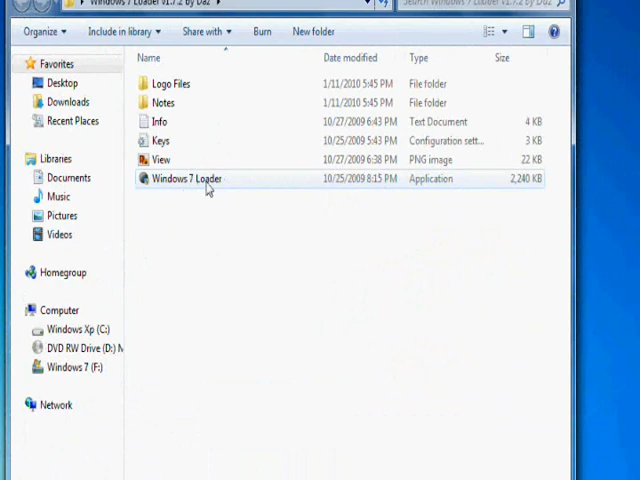 Windows 7 Loader v1.7.2 by Daz
Search Windows 7 Loader v1.7.2 by Daz
Organize Include in library Share with Burn New folder
Name Date modified Type Size
Favorites
Desktop
Downloads
Recent Places
Libraries
Documents
Music
Pictures
Videos
Homegroup
Computer
Windows Xp (C:)
DVD RW Drive (D:) N
Windows 7 (F:)
Network
Logo Files 1/11/2010 5:45 PM File folder
Notes 1/11/2010 5:45 PM File folder
Info 10/27/2009 6:43 PM Text Document 4 KB
Keys 10/25/2009 5:43 PM Configuration sett... 3 KB
View 10/27/2009 6:38 PM PNG image 22 KB
Windows 7 Loader 10/25/2009 8:15 PM Application 2,240 KB